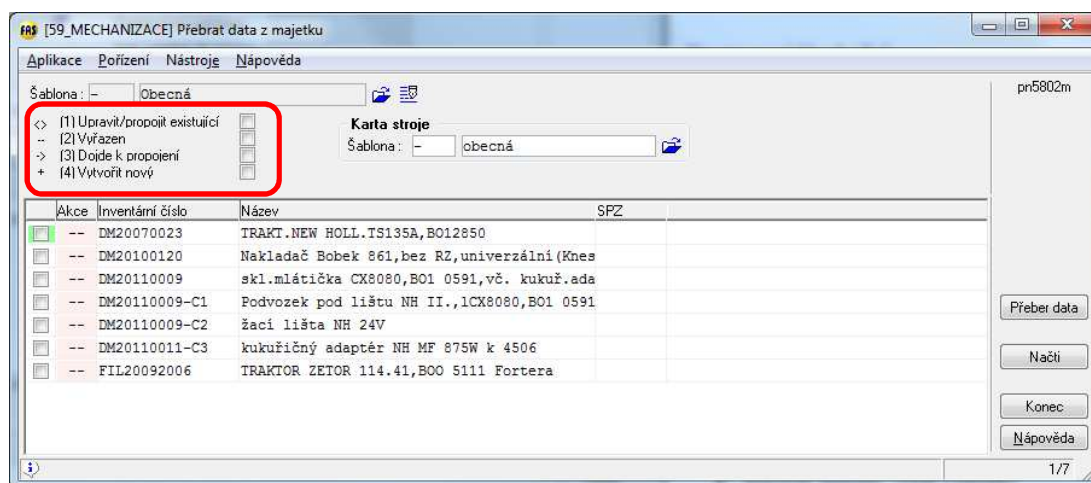 FAS [59_MECHANIZACE] Přebrat data z majetku
Aplikace Pořízení Nástroje Nápověda
Šablona : - Obecná
pn5802m
<> (1) Upravit/propojit existující
-- (2) Vyřazen
-> (3) Dojde k propojení
+ (4) Vytvořit nový
Karta stroje
Šablona : - obecná
Akce Inventární číslo Název SPZ
-- DM20070023 TRAKT.NEW HOLL.TS135A,BO12850
-- DM20100120 Nakladač Bobek 861,bez RZ,univerzální(Knes
-- DM20110009 skl.mlátička CX8080,BO1 0591,vč. kukuř.ada
-- DM20110009-C1 Podvozek pod lištu NH II.,lCX8080,BO1 0591
-- DM20110009-C2 žací lišta NH 24V
-- DM20110011-C3 kukuřičný adaptér NH MF 875W k 4506
-- FIL20092006 TRAKTOR ZETOR 114.41,BOO 5111 Fortera
Přeber data
Načti
Konec
Nápověda
1/7